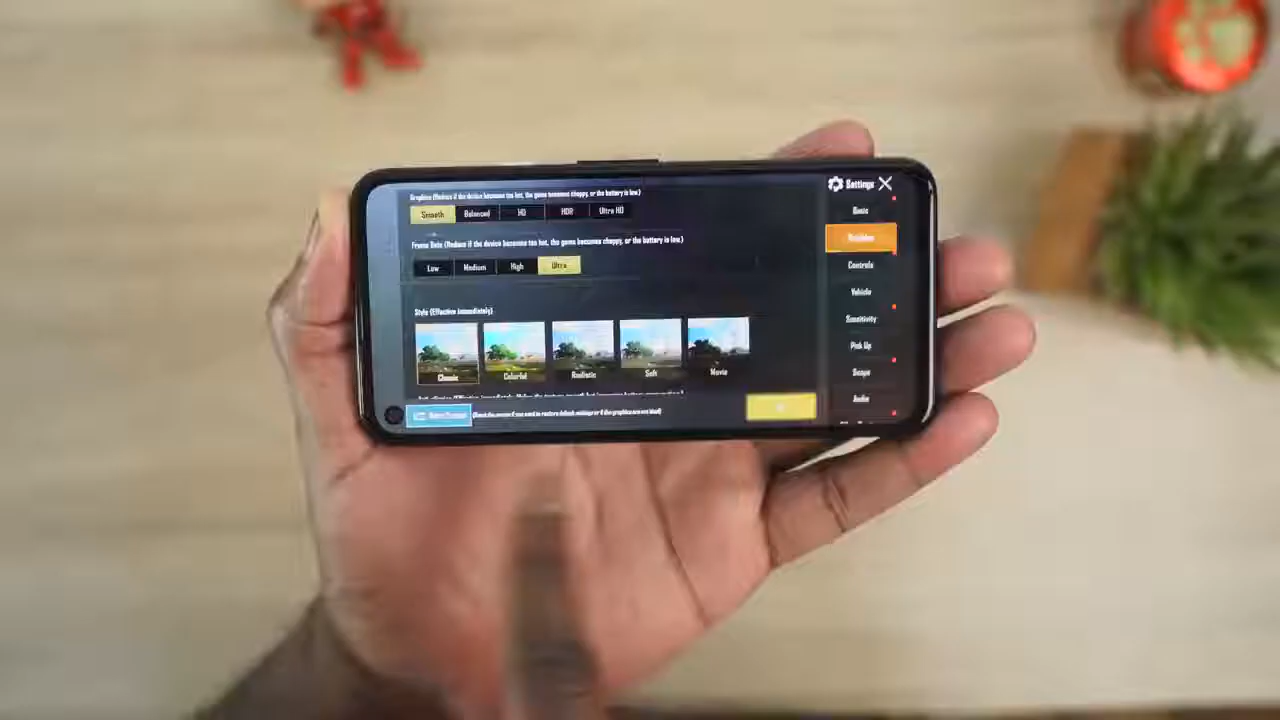 Settings
Graphics (Reduce if the device becomes too hot, the game becomes choppy, or the battery is low.)
Smooth Balanced HD HDR Ultra HD
Frame Rate (Reduce if the device becomes too hot, the game becomes choppy, or the battery is low.)
Low Medium High Ultra
Style (Effective immediately)
Classic Colorful Realistic Soft Movie
Basic
Graphics
Controls
Vehicle
Sensitivity
Pick Up
Scope
Audio